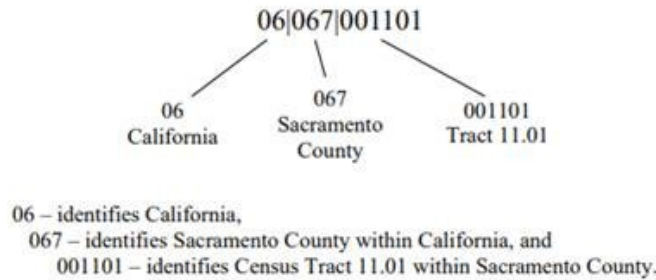 06|067|001101
06
California
067
Sacramento
County
001101
Tract 11.01
06 – identifies California,
067 – identifies Sacramento County within California, and
001101 – identifies Census Tract 11.01 within Sacramento County.